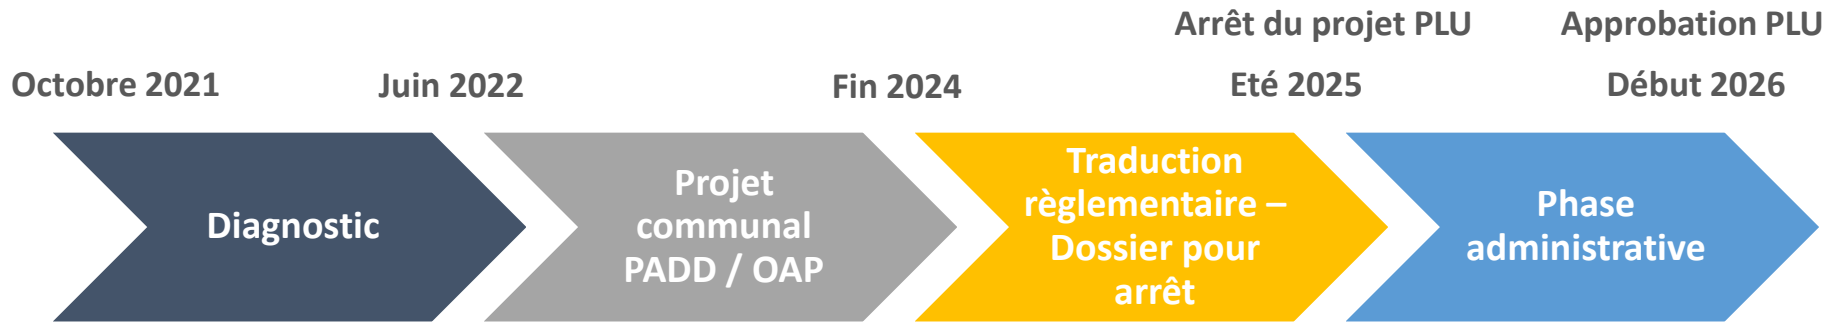 Arrêt du projet PLU
Approbation PLU
Octobre 2021
Juin 2022
Fin 2024
Eté 2025
Début 2026
Diagnostic
Projet
communal
PADD / OAP
Traduction
règlementaire –
Dossier pour
arrêt
Phase
administrative